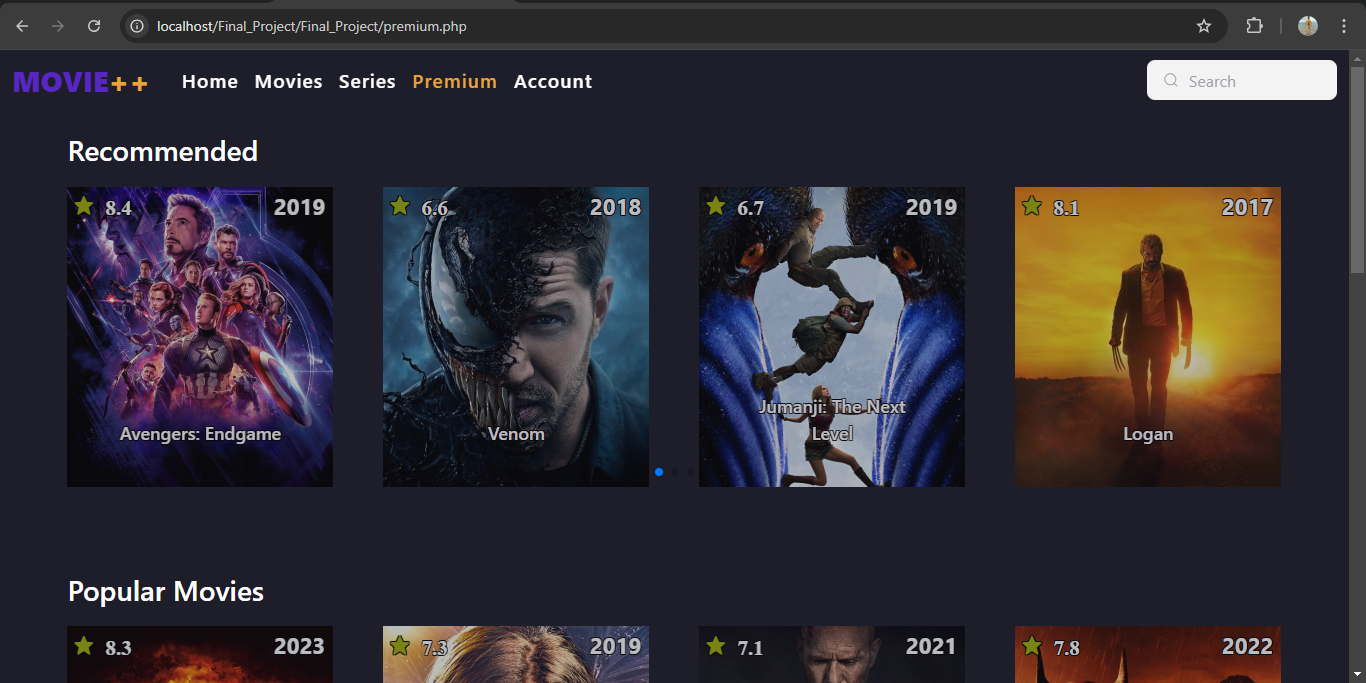 localhost/Final_Project/Final_Project/premium.php
MOVIE++ Home Movies Series Premium Account Search
Recommended
8.4 2019 6.6 2018 6.7 2019 8.1 2017
Jumanji: The Next
Avengers: Endgame Venom Level Logan
Popular Movies
8.3 2023 7.3 2019 7.1 2021 7.8 2022